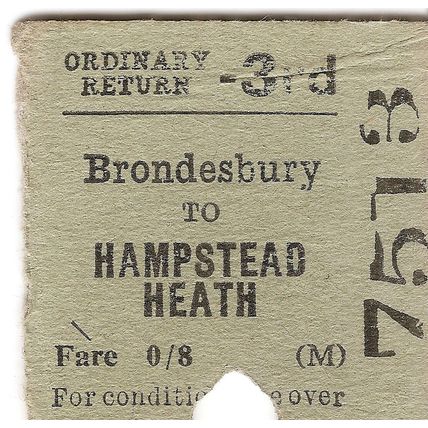 ORDINARY
RETURN -3rd
Brondesbury
TO
HAMPSTEAD
HEATH
Fare 0/8 (M)
For conditi e over
7513